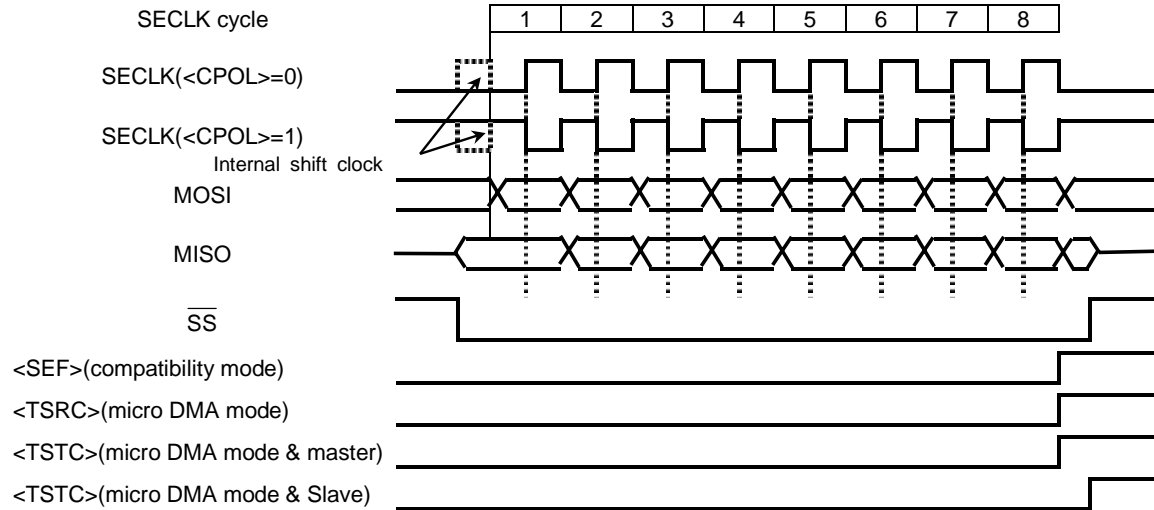 SECLK cycle
1 2 3 4 5 6 7 8
SECLK(<CPOL>=0)
SECLK(<CPOL>=1)
Internal shift clock
MOSI
MISO
SS
<SEF>(compatibility mode)
<TSRC>(micro DMA mode)
<TSTC>(micro DMA mode & master)
<TSTC>(micro DMA mode & Slave)